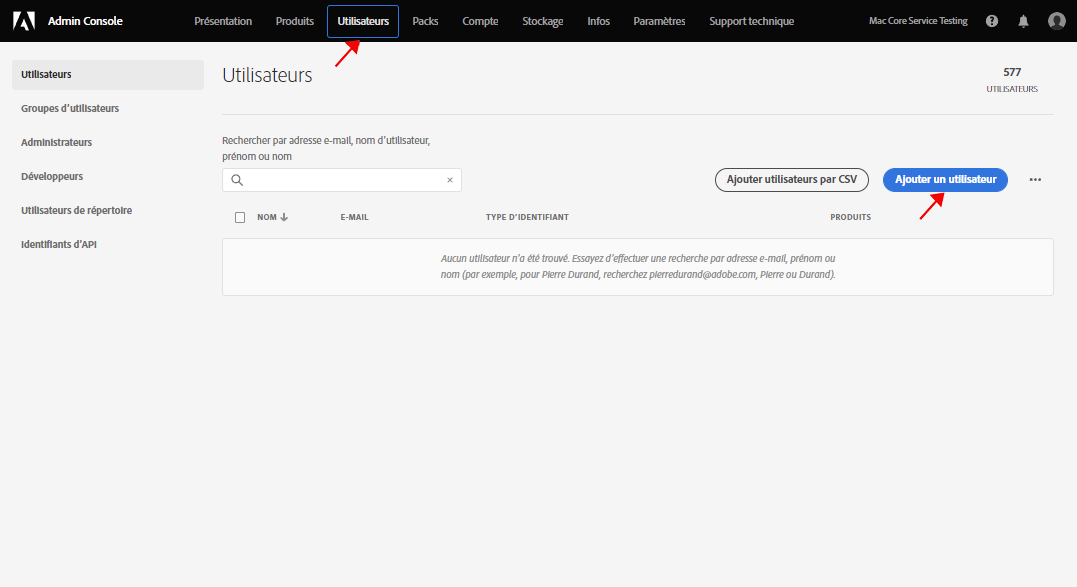 Admin Console
Présentation Produits Utilisateurs Packs Compte Stockage Infos Paramètres Support technique Mac Core Service Testing
Utilisateurs
Groupes d'utilisateurs
Administrateurs
Développeurs
Utilisateurs de répertoire
Identifiants d'API
Utilisateurs
577
UTILISATEURS
Rechercher par adresse e-mail, nom d'utilisateur,
prénom ou nom
Ajouter utilisateurs par CSV Ajouter un utilisateur
NOM E-MAIL TYPE D'IDENTIFIANT PRODUITS
Aucun utilisateur n'a été trouvé. Essayez d'effectuer une recherche par adresse e-mail, prénom ou
nom (par exemple, pour Pierre Durand, recherchez pierredurand@adobe.com, Pierre ou Durand).